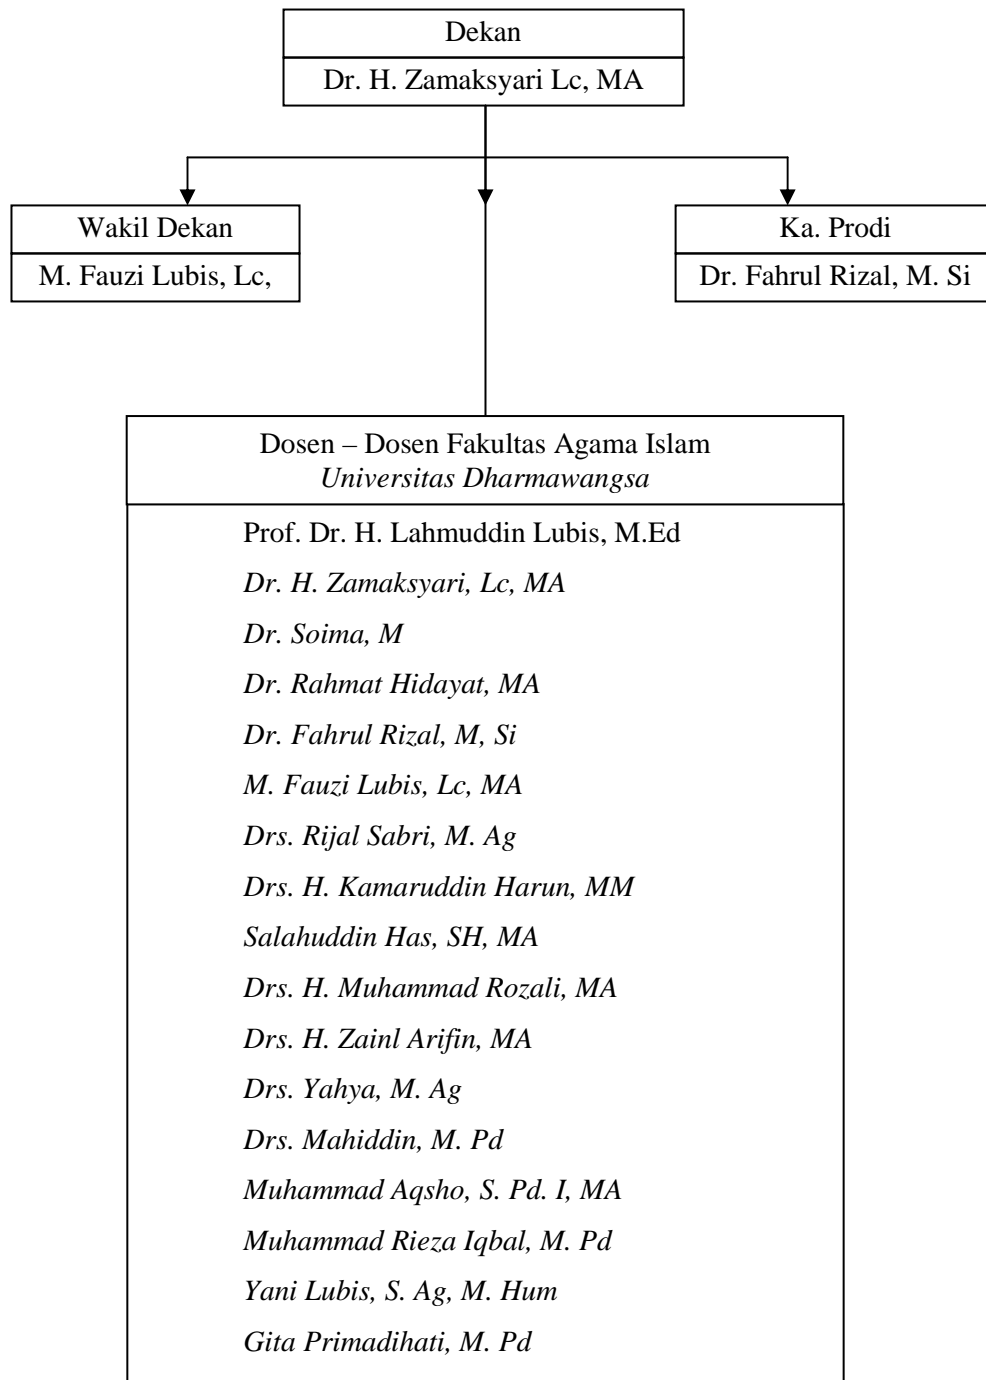 Dekan
Dr. H. Zamaksyari Lc, MA
Wakil Dekan
M. Fauzi Lubis, Lc,
Ka. Prodi
Dr. Fahrul Rizal, M. Si
Dosen – Dosen Fakultas Agama Islam
Universitas Dharmawangsa
Prof. Dr. H. Lahmuddin Lubis, M.Ed
Dr. H. Zamaksyari, Lc, MA
Dr. Soima, M
Dr. Rahmat Hidayat, MA
Dr. Fahrul Rizal, M, Si
M. Fauzi Lubis, Lc, MA
Drs. Rijal Sabri, M. Ag
Drs. H. Kamaruddin Harun, MM
Salahuddin Has, SH, MA
Drs. H. Muhammad Rozali, MA
Drs. H. Zainl Arifin, MA
Drs. Yahya, M. Ag
Drs. Mahiddin, M. Pd
Muhammad Aqsho, S. Pd. I, MA
Muhammad Rieza Iqbal, M. Pd
Yani Lubis, S. Ag, M. Hum
Gita Primadihati, M. Pd